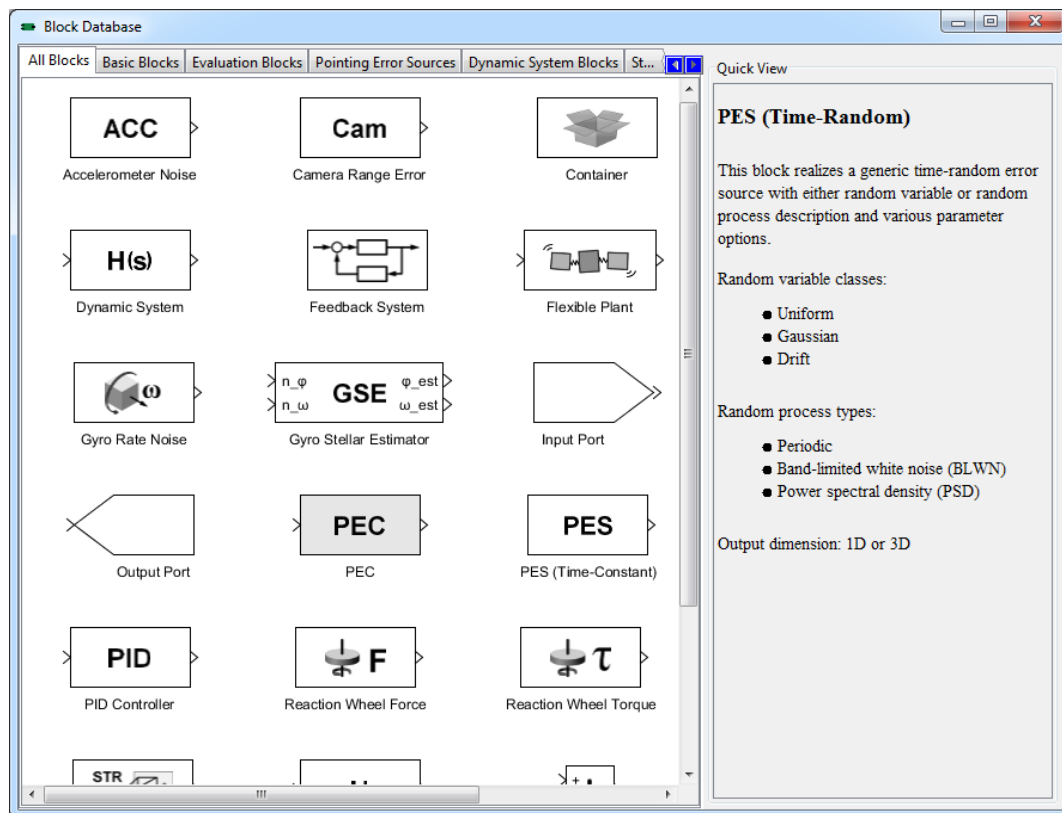 Block Database
All Blocks Basic Blocks Evaluation Blocks Pointing Error Sources Dynamic System Blocks St...
ACC
Accelerometer Noise
Cam
Camera Range Error
Container
H(s)
Dynamic System
Feedback System
Flexible Plant
ω
Gyro Rate Noise
n_φ φ_est
GSE
n_ω ω_est
Gyro Stellar Estimator
Input Port
Output Port
PEC
PEC
PES
PES (Time-Constant)
PID
PID Controller
F
Reaction Wheel Force
τ
Reaction Wheel Torque
STR
+
Quick View
PES (Time-Random)
This block realizes a generic time-random error
source with either random variable or random
process description and various parameter
options.
Random variable classes:
● Uniform
● Gaussian
● Drift
Random process types:
● Periodic
● Band-limited white noise (BLWN)
● Power spectral density (PSD)
Output dimension: 1D or 3D